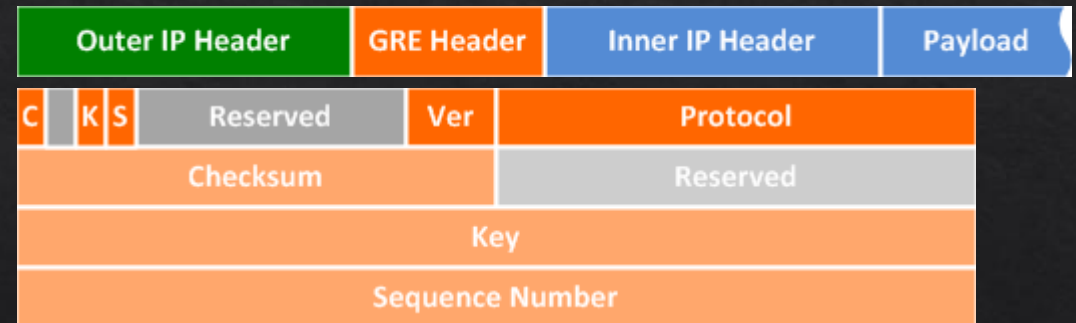 Outer IP Header GRE Header Inner IP Header Payload
C K S Reserved Ver Protocol
Checksum Reserved
Key
Sequence Number